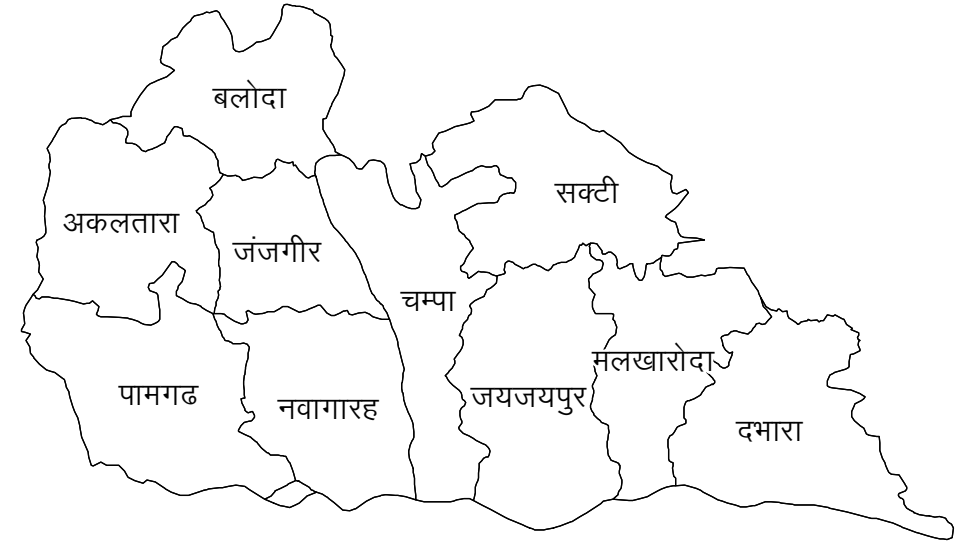 बलोदा
सक्टी
अकलतारा
जंजगीर
चम्पा
मलखारोदा
पामगढ
जयजयपुर
नवागारह
दभारा